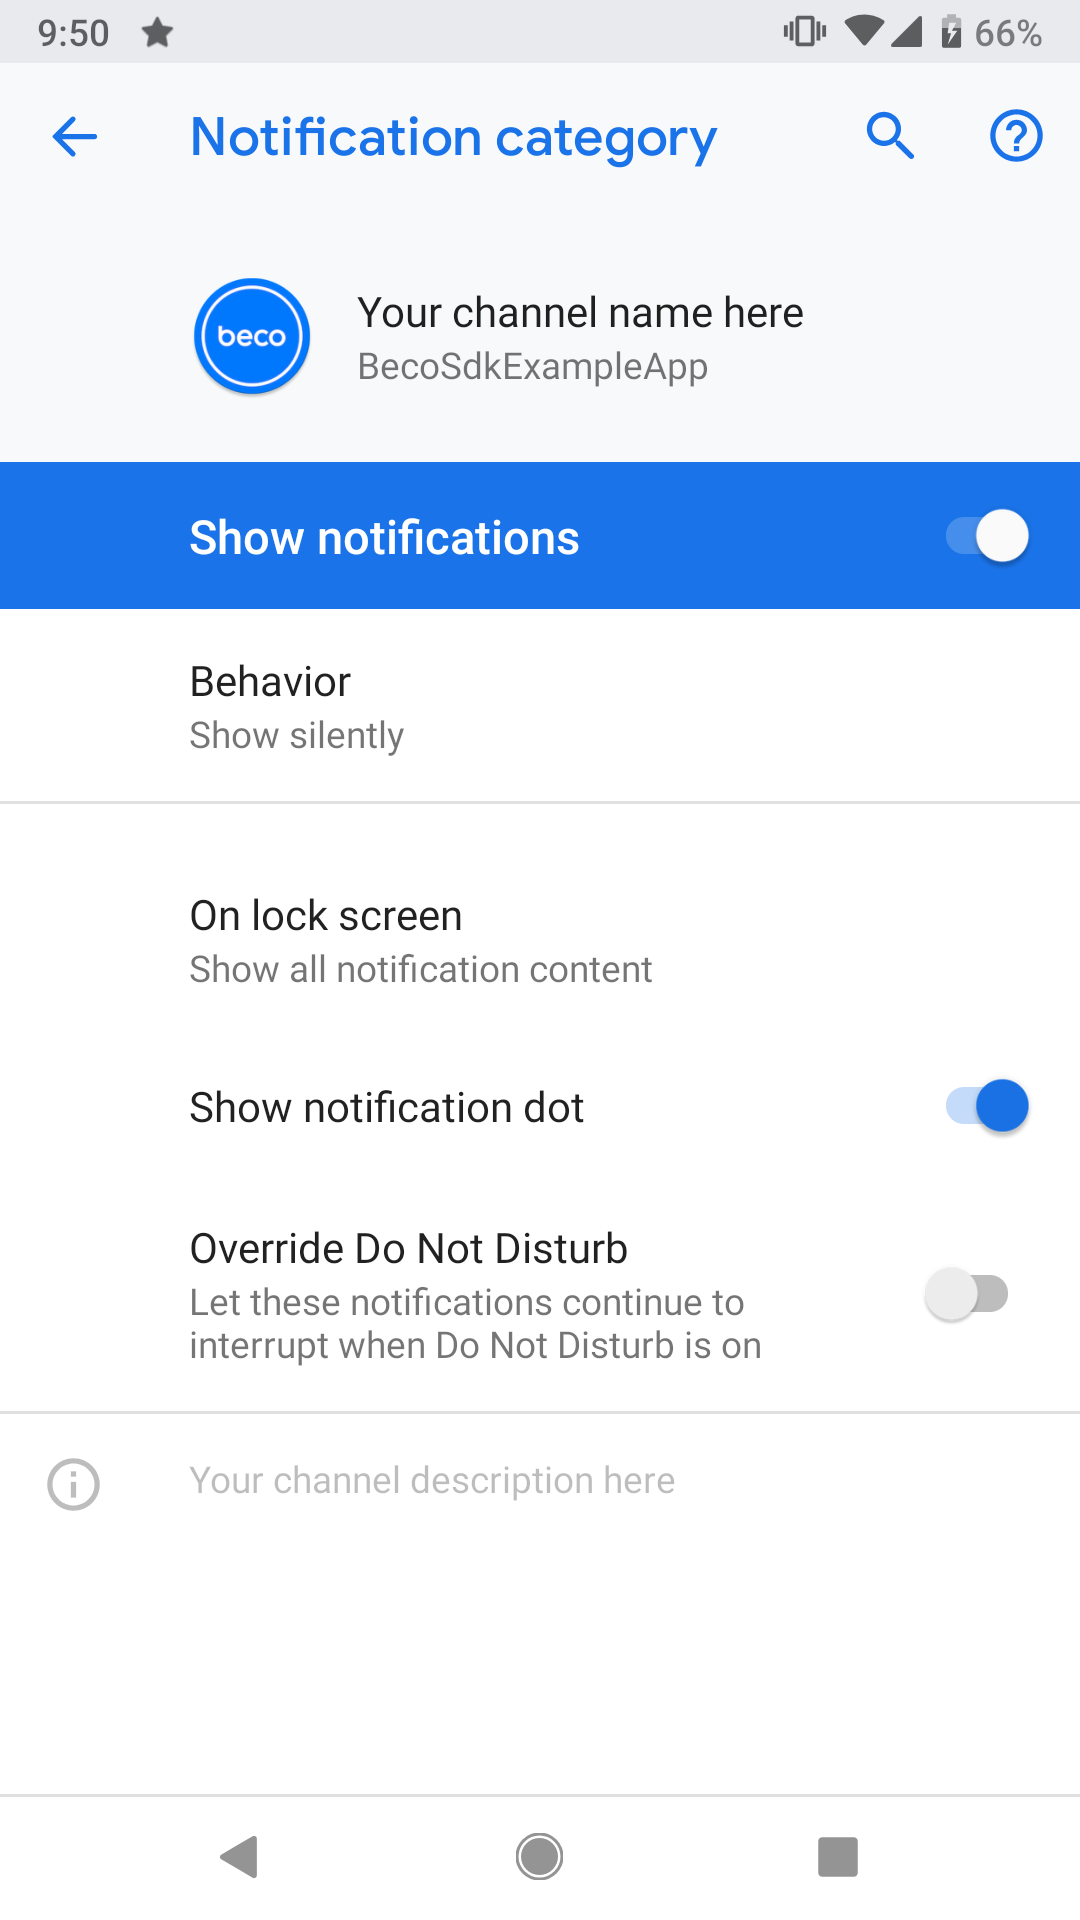 9:50
66%
Notification category
beco
Your channel name here
BecoSdkExampleApp
Show notifications
Behavior
Show silently
On lock screen
Show all notification content
Show notification dot
Override Do Not Disturb
Let these notifications continue to
interrupt when Do Not Disturb is on
Your channel description here